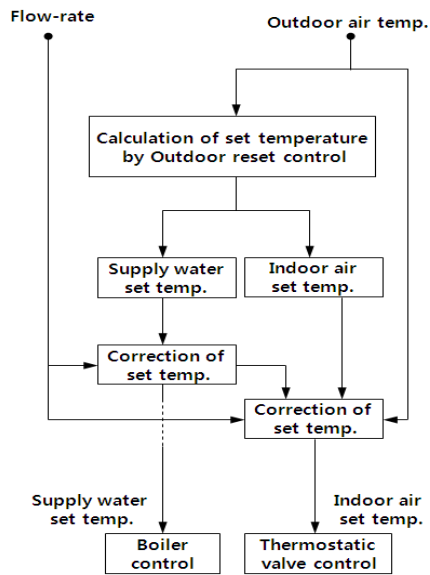 Flow-rate
Outdoor air temp.
Calculation of set temperature
by Outdoor reset control
Supply water
set temp.
Indoor air
set temp.
Correction of
set temp.
Correction of
set temp.
Supply water
set temp.
Indoor air
set temp.
Boiler
control
Thermostatic
valve control